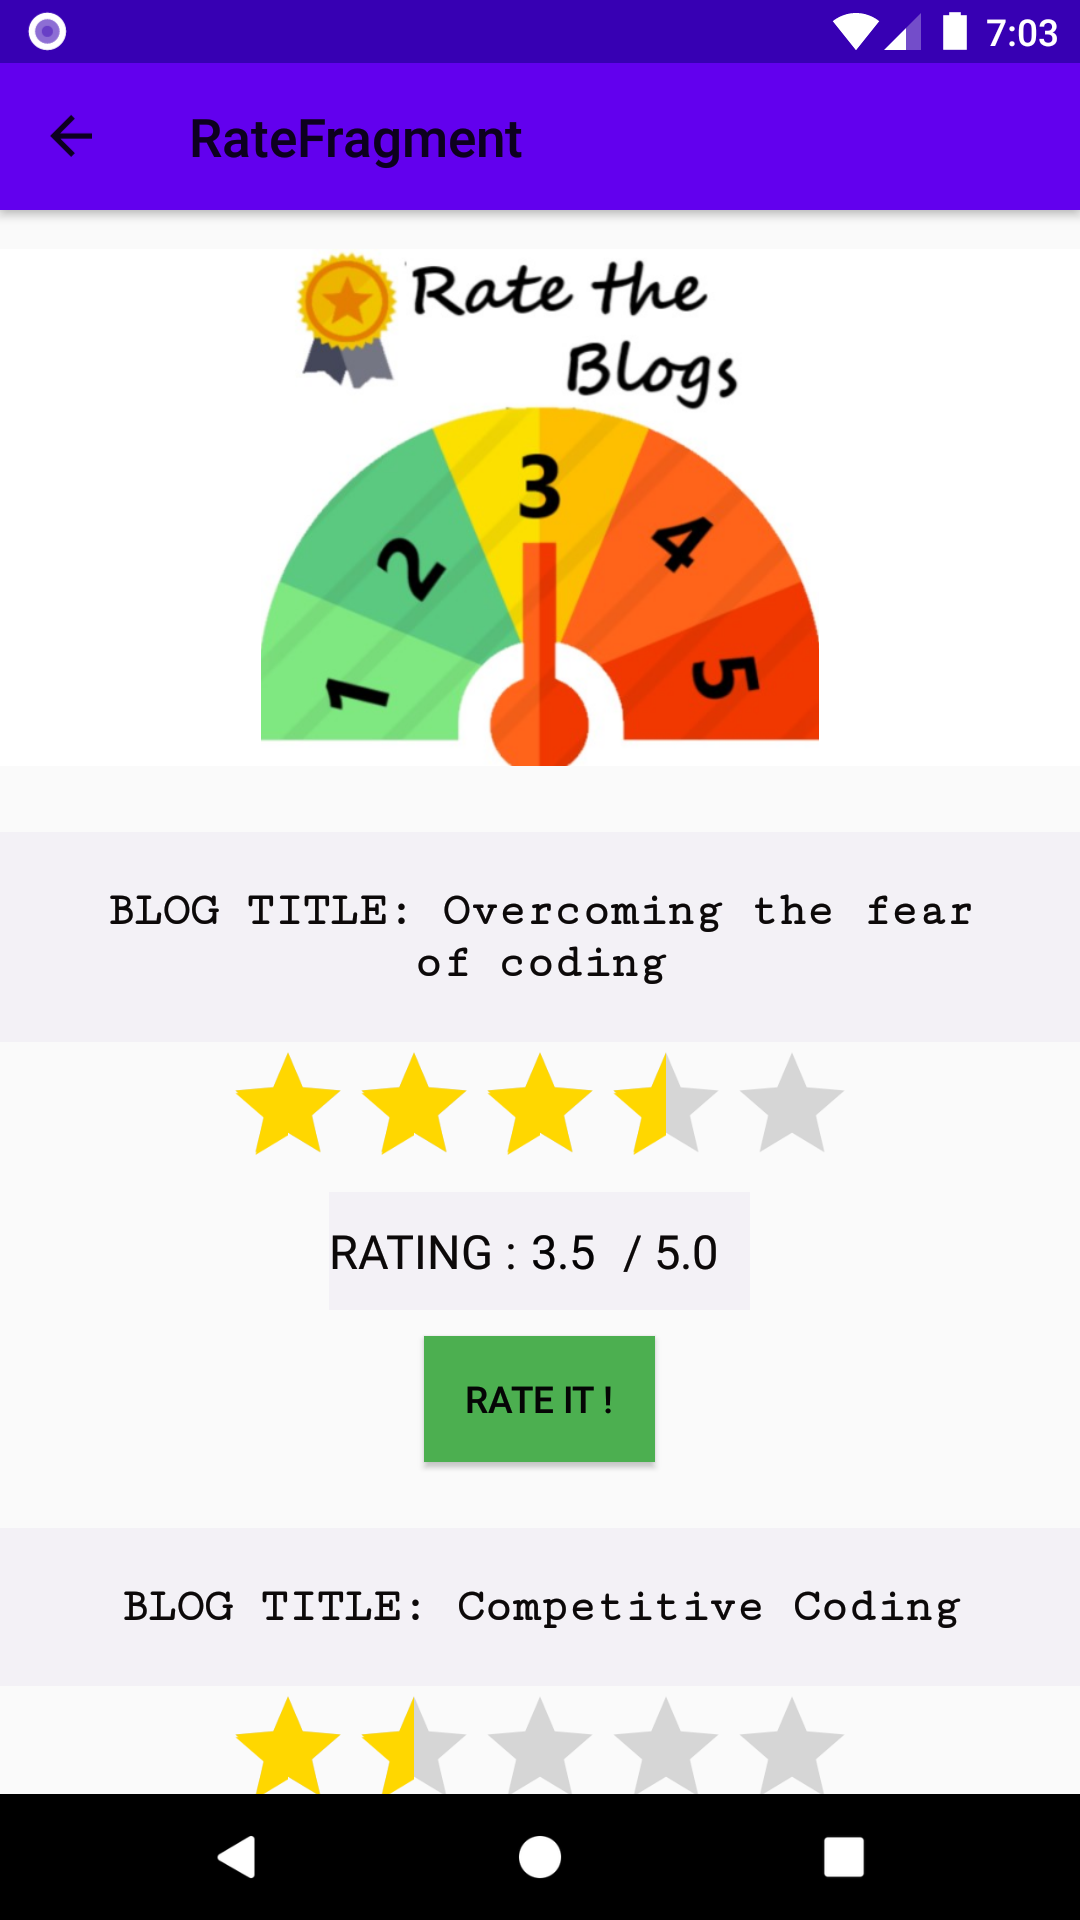 7:03
RateFragment
Rate the
Blogs
1
2
3
4
5
BLOG TITLE: Overcoming the fear
of coding
RATING : 3.5 / 5.0
RATE IT !
BLOG TITLE: Competitive Coding